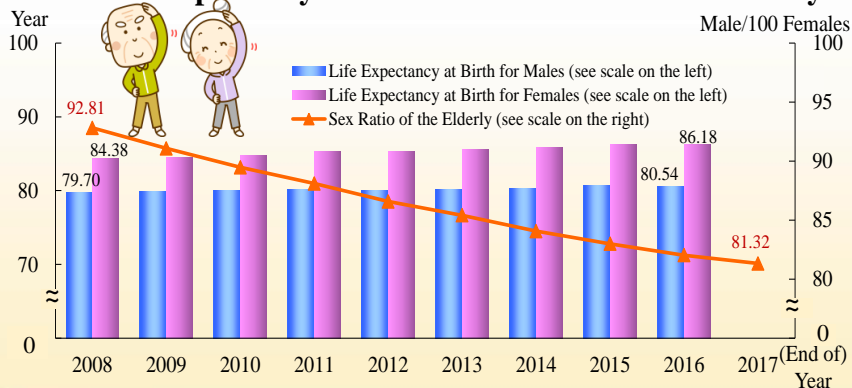 Year
Male/100 Females
100
90
80
70
0
100
95
90
85
80
0
Life Expectancy at Birth for Males (see scale on the left)
Life Expectancy at Birth for Females (see scale on the left)
Sex Ratio of the Elderly (see scale on the right)
92.81
84.38
79.70
86.18
80.54
81.32
2008 2009 2010 2011 2012 2013 2014 2015 2016 2017
(End of)
Year